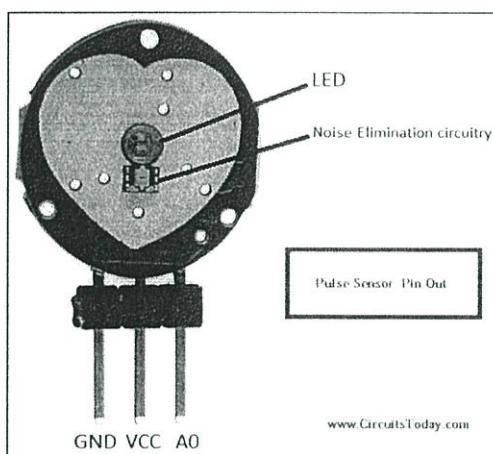 LED
Noise Elimination circuitry
Pulse Sensor Pin Out
GND VCC A0
www.CircuitsToday.com